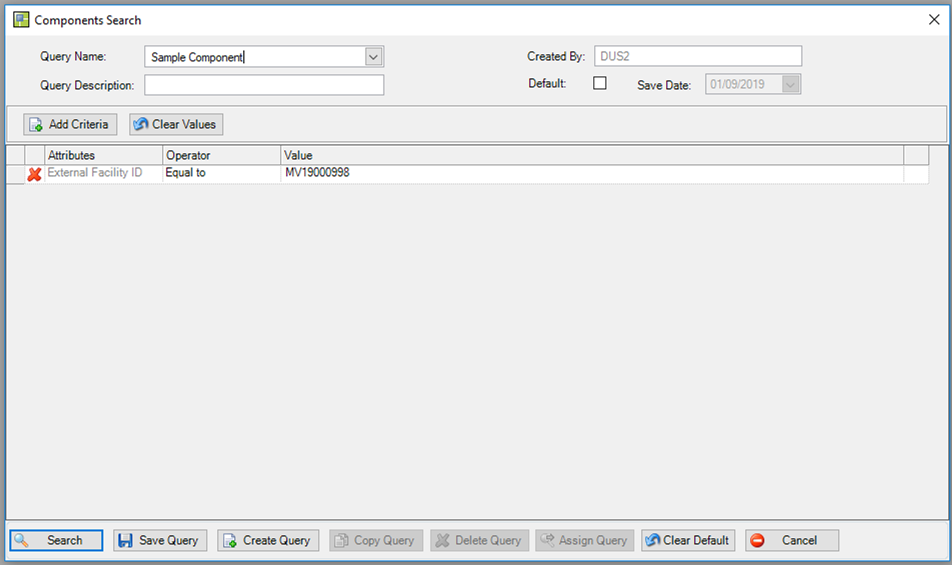 Components Search
Query Name: Sample Component Created By: DUS2
Query Description: Default: Save Date: 01/09/2019
Add Criteria Clear Values
Attributes Operator Value
External Facility ID Equal to MV19000998
Search Save Query Create Query Copy Query Delete Query Assign Query Clear Default Cancel